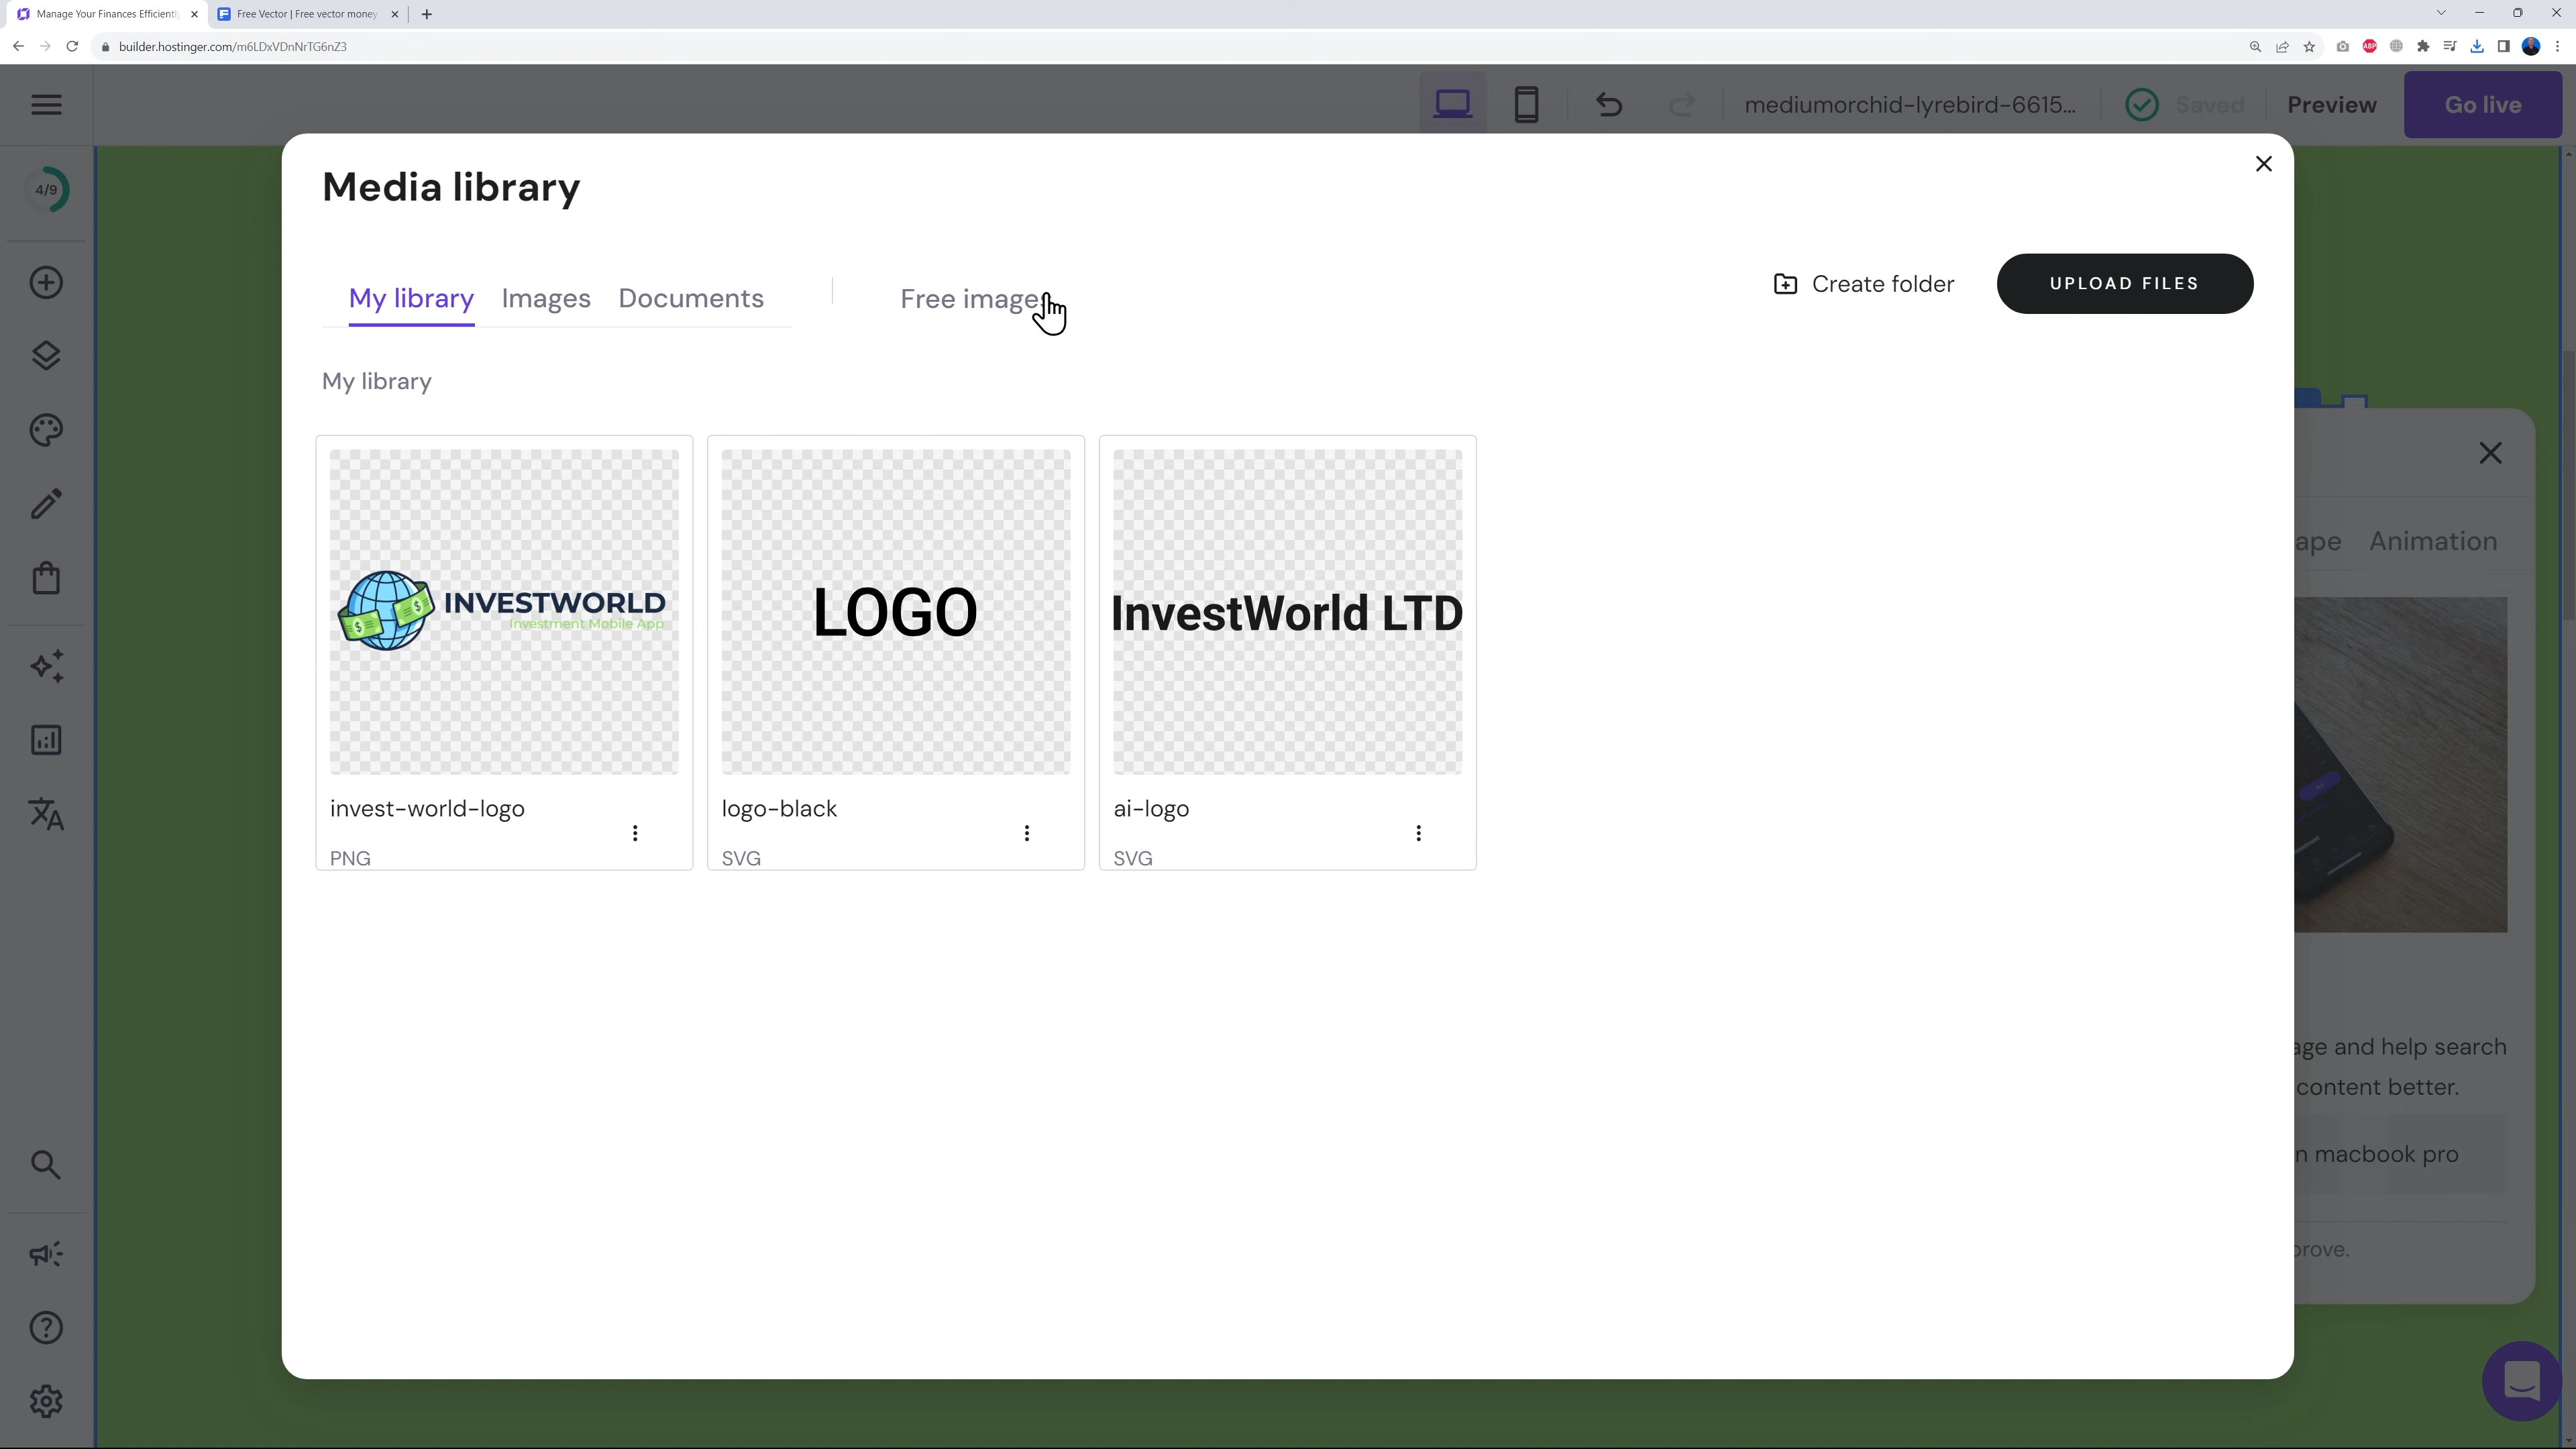 Manage Your Finances Efficientl
Free Vector | Free vector money
builder.hostinger.com/m6LDxVDnNrTG6nZ3
ABP
mediumorchid-lyrebird-6615...
Saved
Preview
Go live
4/9
Media library
My library
Images
Documents
Free images
Create folder
UPLOAD FILES
My library
INVESTWORLD
Investment Mobile App
LOGO
InvestWorld LTD
invest-world-logo
PNG
logo-black
SVG
ai-logo
SVG
ape
Animation
age and help search
content better.
n macbook pro
prove.